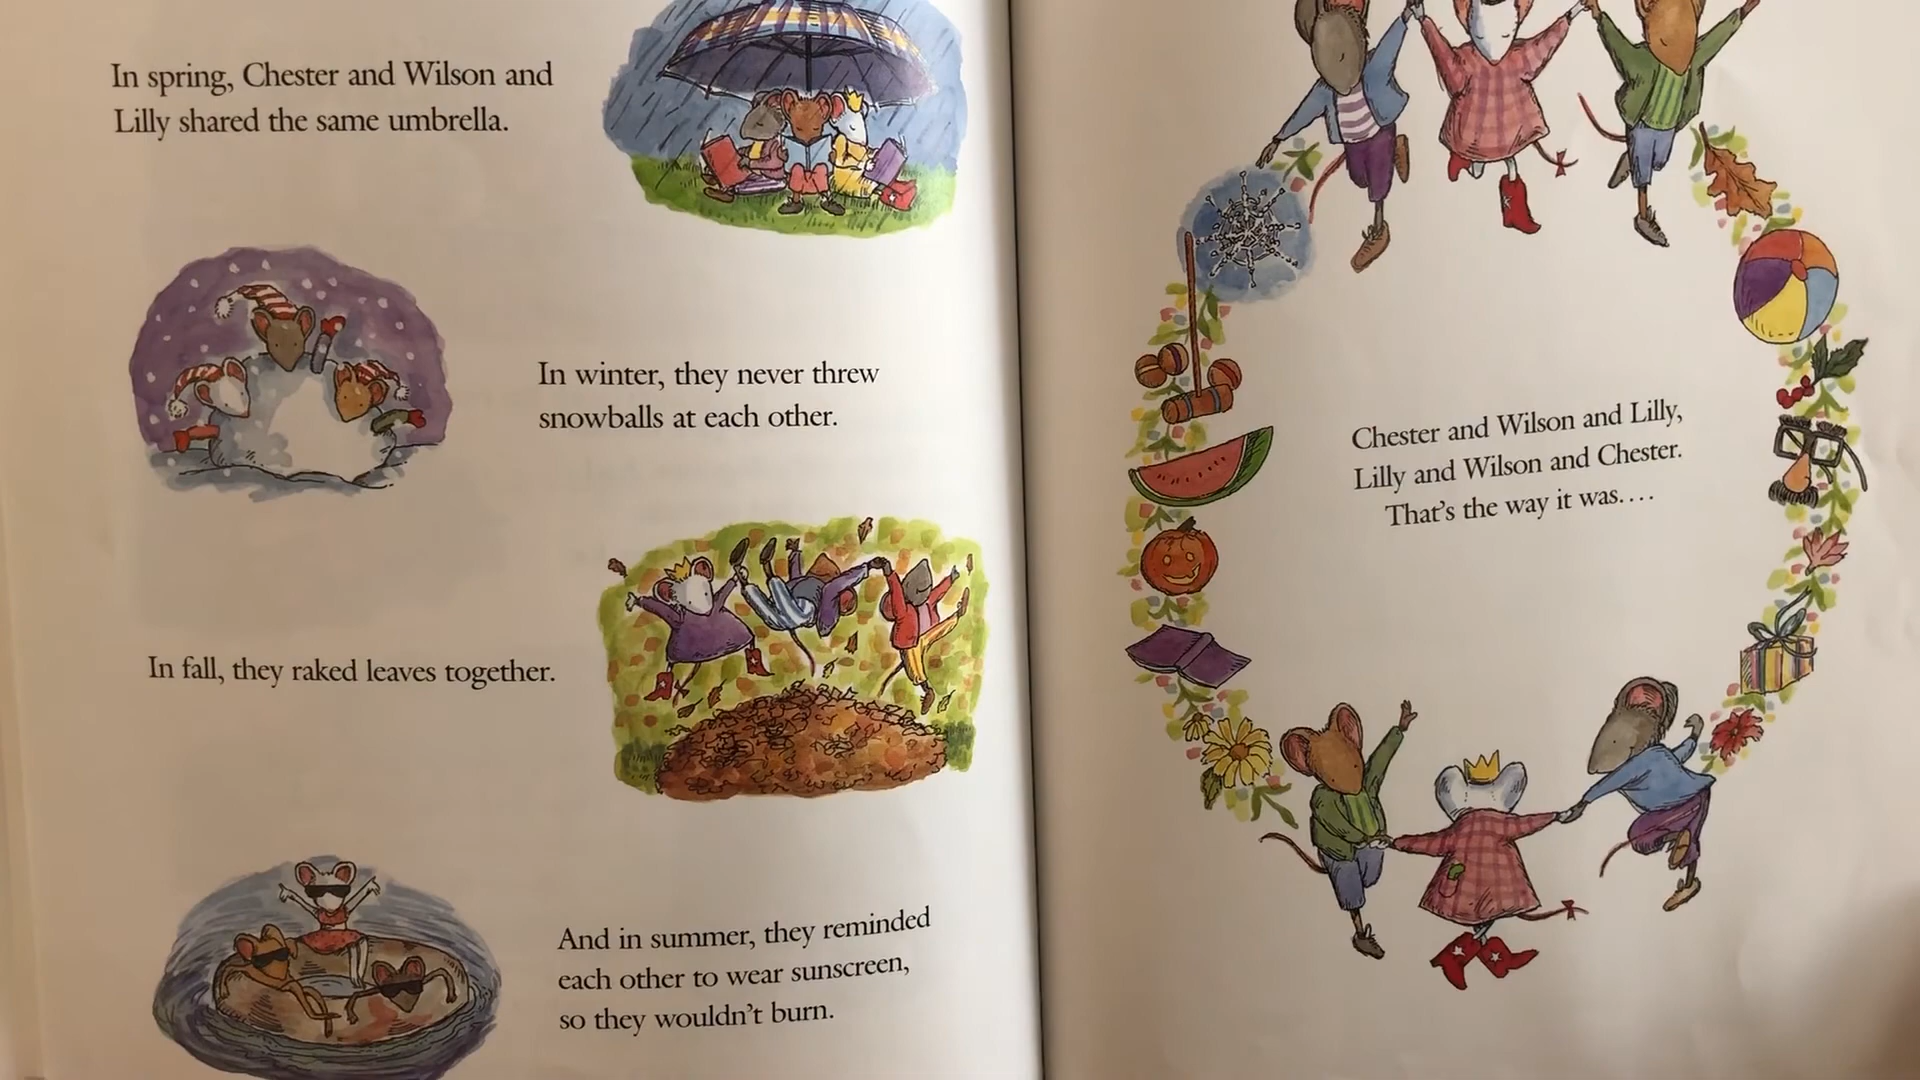 In spring, Chester and Wilson and
Lilly shared the same umbrella.
In winter, they never threw
snowballs at each other.
In fall, they raked leaves together.
And in summer, they reminded
each other to wear sunscreen,
so they wouldn't burn.
Chester and Wilson and Lilly,
Lilly and Wilson and Chester.
That's the way it was....